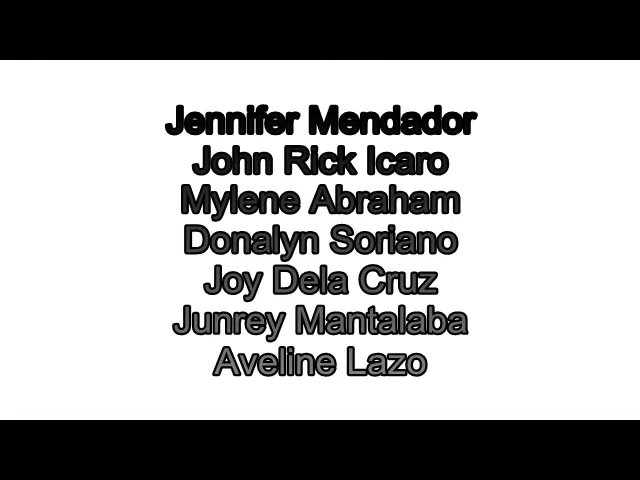 Jennifer Mendador
John Rick Icaro
Mylene Abraham
Donalyn Soriano
Joy Dela Cruz
Junrey Mantalaba
Aveline Lazo